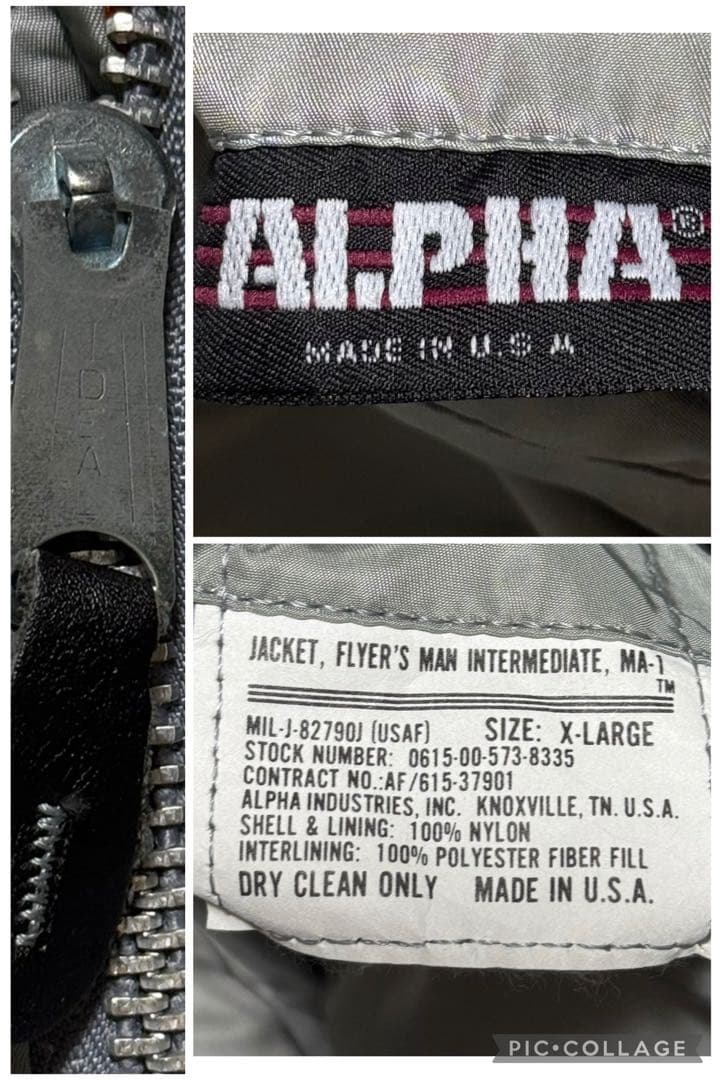 IDEAL
ALPHA®
MADE IN U.S.A
JACKET, FLYER'S MAN INTERMEDIATE, MA-1
TM
MIL-J-82790J (USAF) SIZE: X-LARGE
STOCK NUMBER: 0615-00-573-8335
CONTRACT NO.:AF/615-37901
ALPHA INDUSTRIES, INC. KNOXVILLE, TN. U.S.A.
SHELL & LINING: 100% NYLON
INTERLINING: 100% POLYESTER FIBER FILL
DRY CLEAN ONLY MADE IN U.S.A.
PIC•COLLAGE